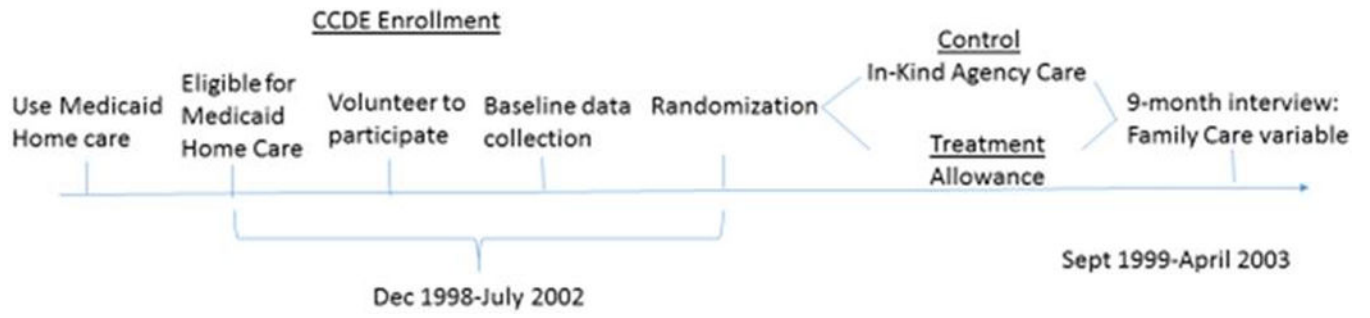 CCDE Enrollment
Use Medicaid
Home care
Eligible for
Medicaid
Home Care
Volunteer to
participate
Baseline data
collection
Randomization
Control
In-Kind Agency Care
Treatment
Allowance
9-month interview:
Family Care variable
Dec 1998-July 2002
Sept 1999-April 2003